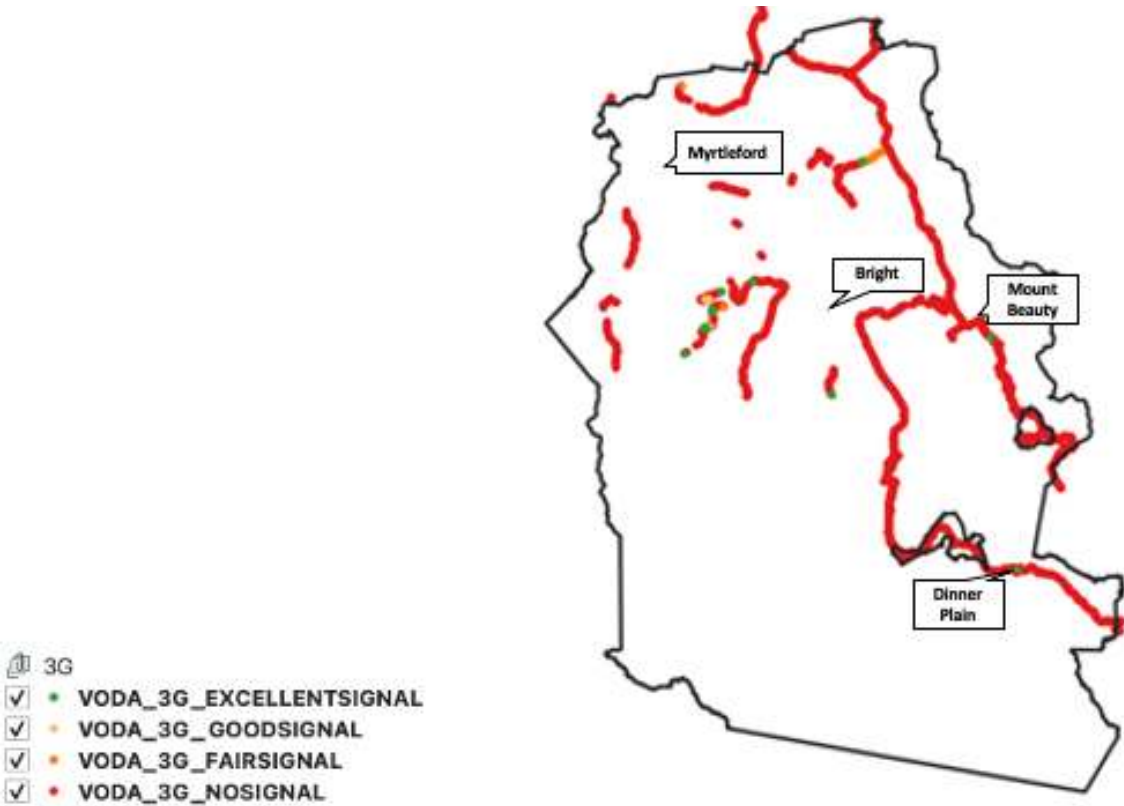 Myrtleford
Bright
Mount
Beauty
Dinner
Plain
3G
VODA_3G_EXCELLENTSIGNAL
VODA_3G_GOODSIGNAL
VODA_3G_FAIRSIGNAL
VODA_3G_NOSIGNAL